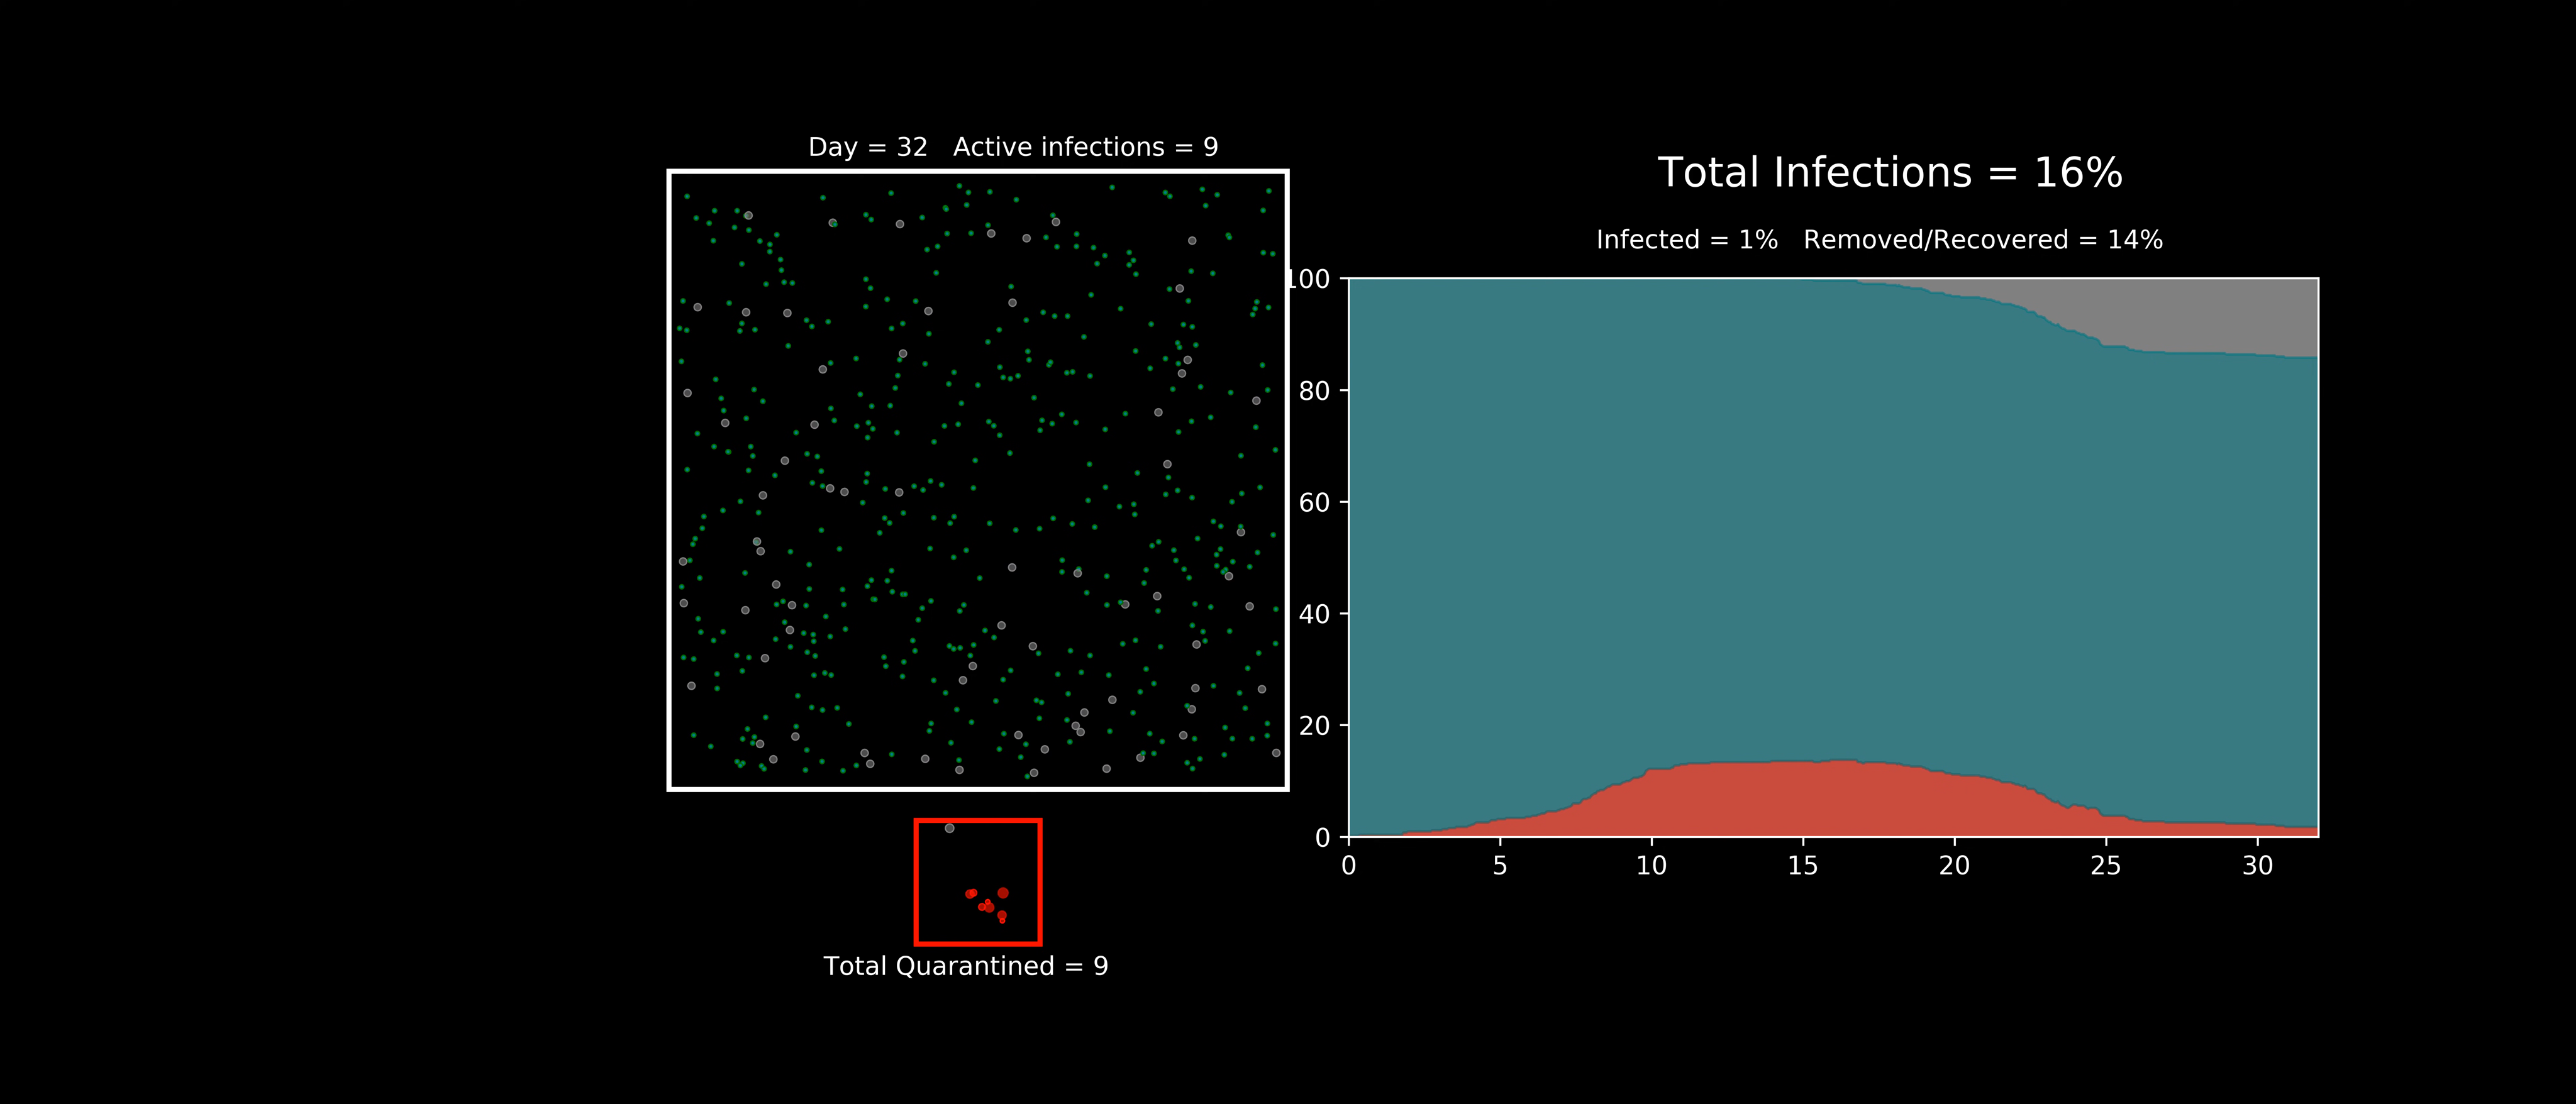 Day = 32   Active infections = 9
Total Quarantined = 9
Total Infections = 16%
Infected = 1%   Removed/Recovered = 14%
100
80
60
40
20
0
0 5 10 15 20 25 30